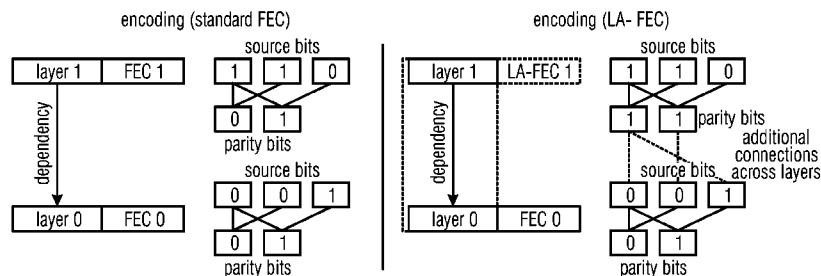 encoding (standard FEC)
source bits
layer 1 FEC 1 1 1 0
0 1
parity bits
dependency
source bits
0 0 1
layer 0 FEC 0
0 1
parity bits
encoding (LA- FEC)
source bits
layer 1 LA-FEC 1 1 1 0
1 1 parity bits
additional
connections
across layers
dependency
source bits
0 0 1
layer 0 FEC 0
0 1
parity bits